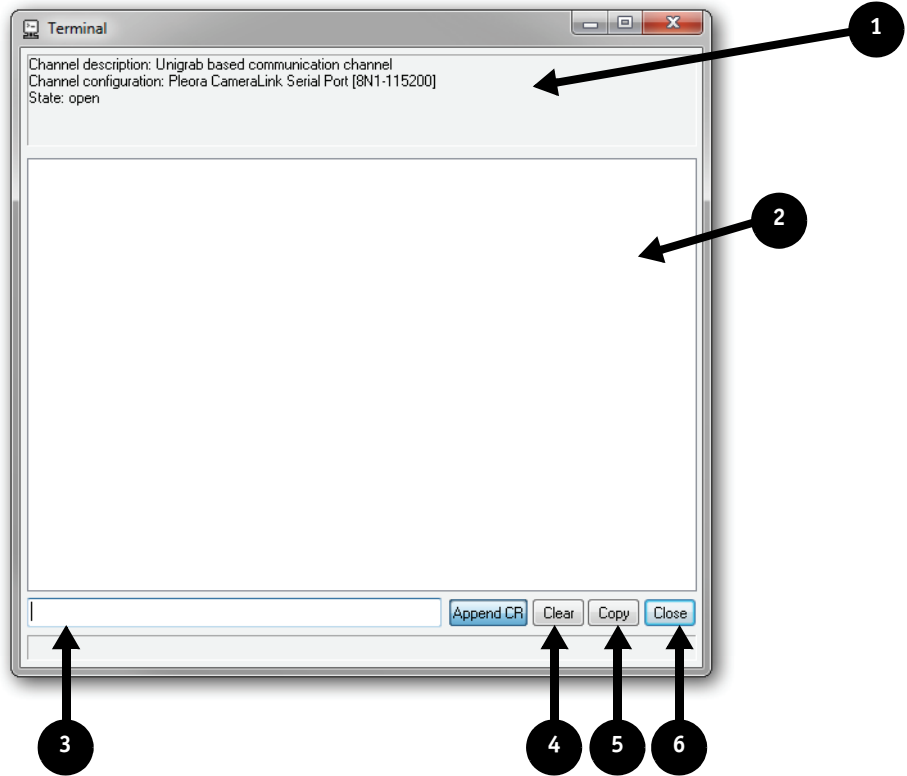 Terminal
1
Channel description: Unigrab based communication channel
Channel configuration: Pleora CameraLink Serial Port [8N1-115200]
State: open
2
Append CR Clear Copy Close
3 4 5 6